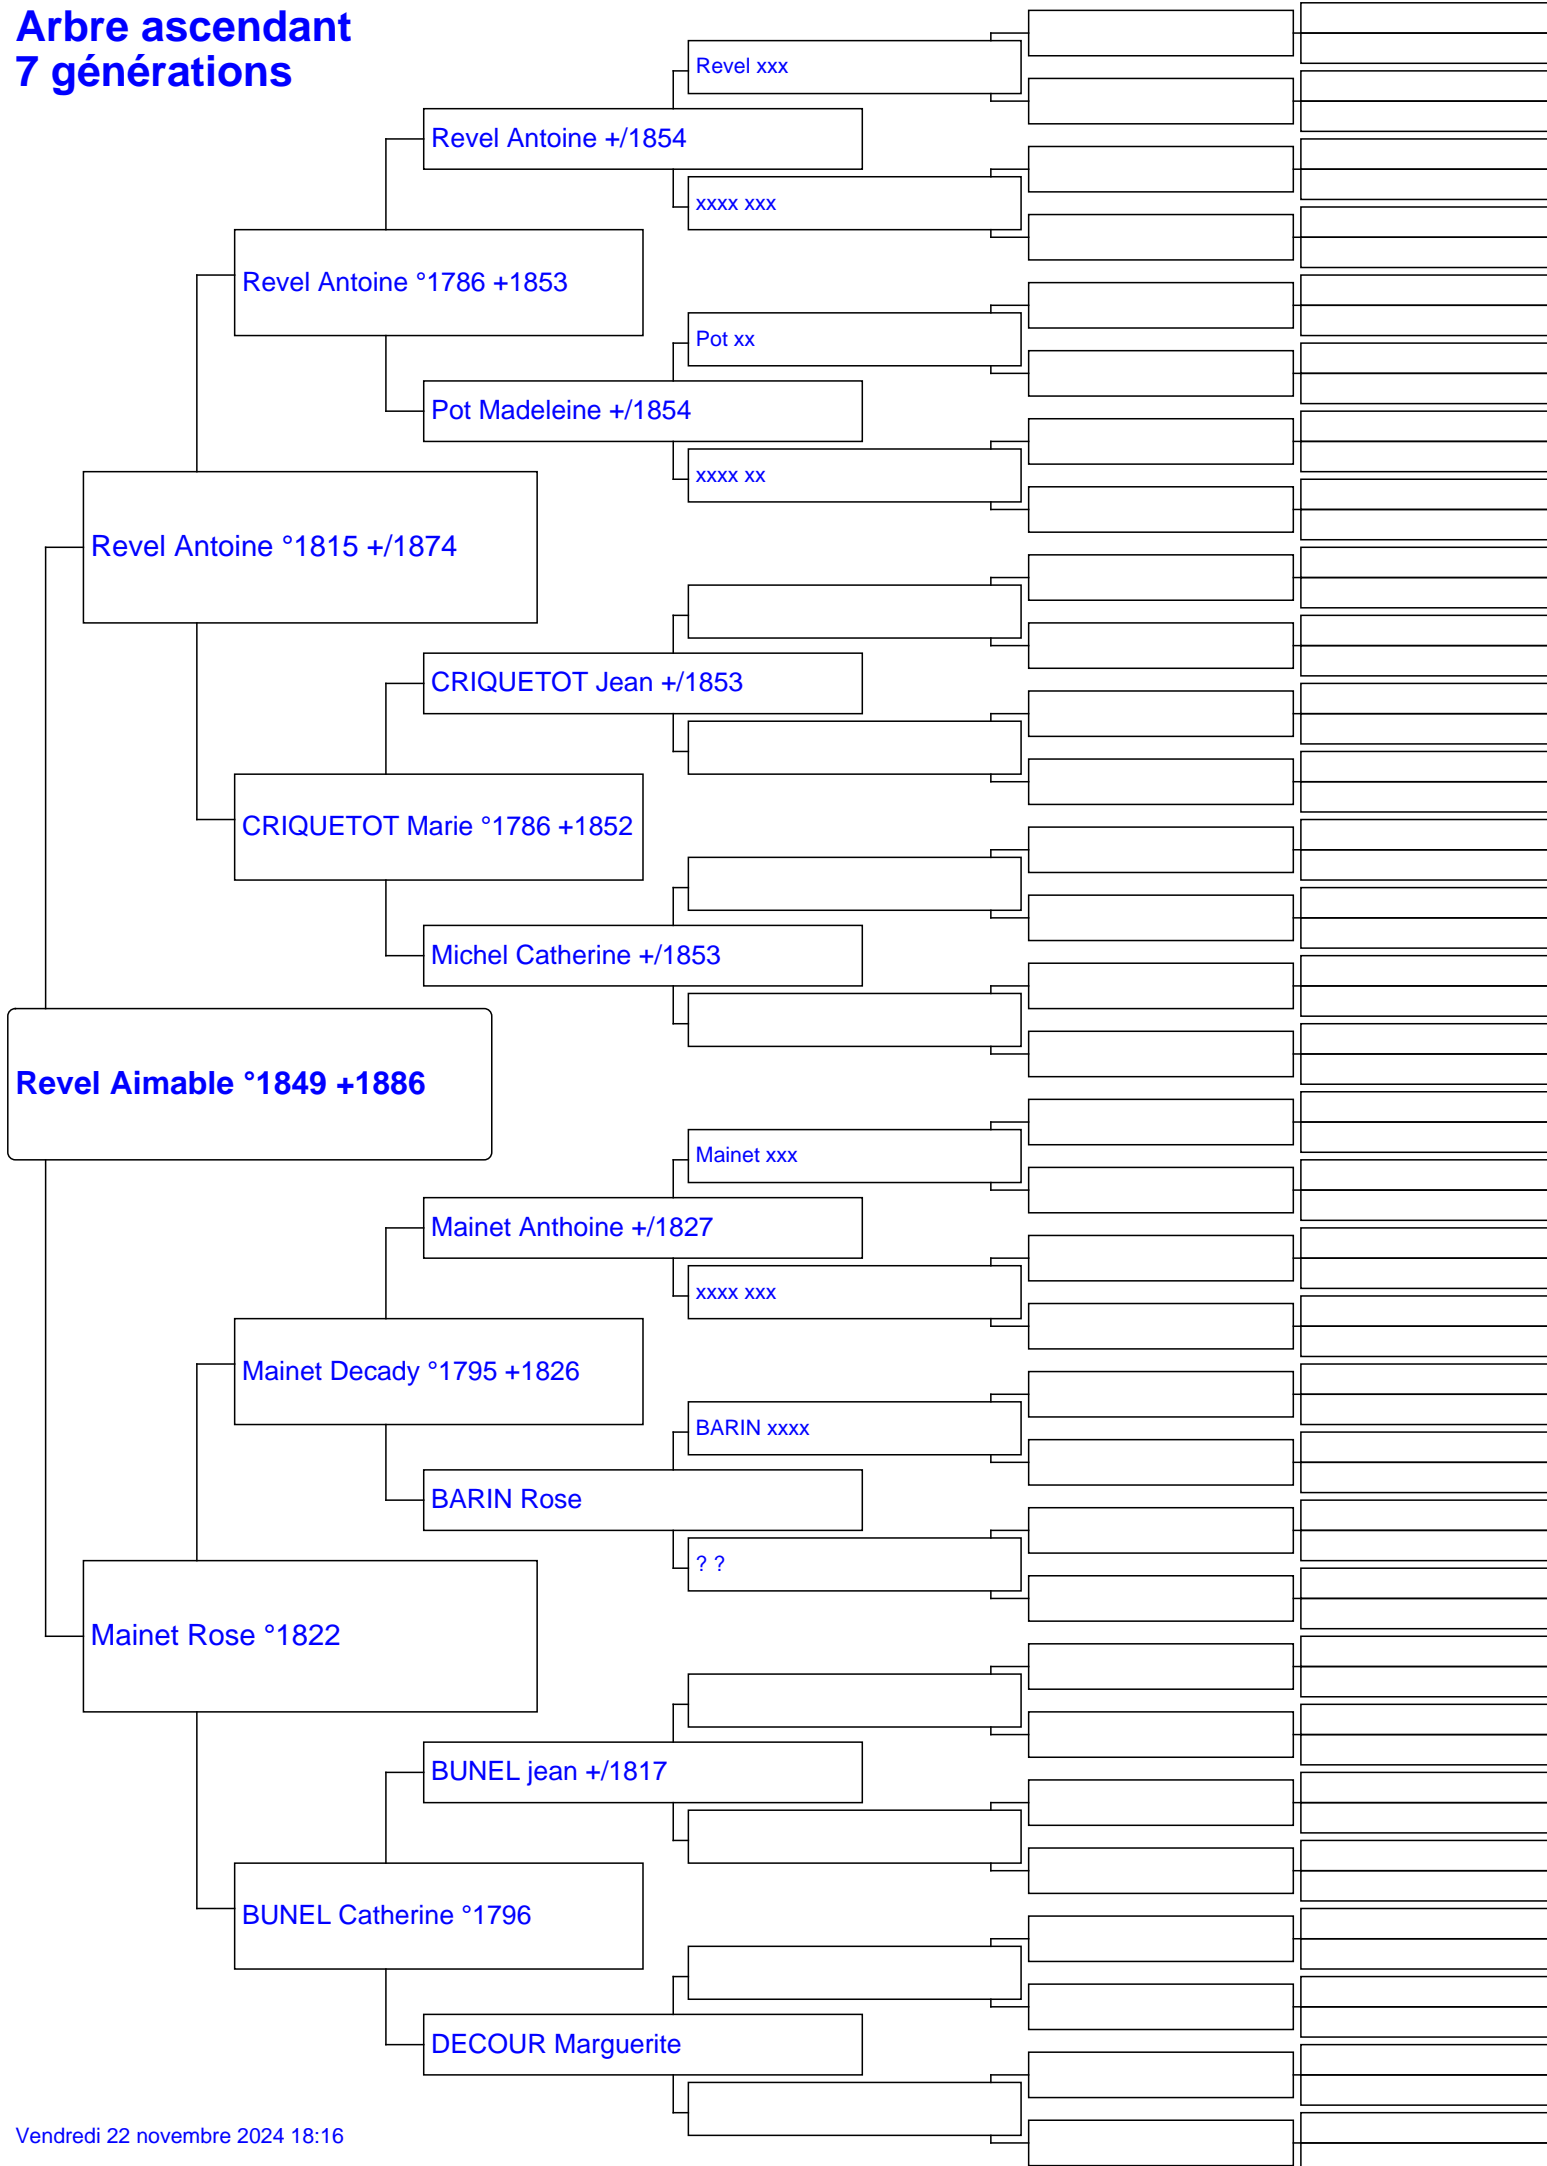 Arbre ascendant
7 générations
Revel xxx
Revel Antoine +/1854
xxxx xxx
Revel Antoine °1786 +1853
Pot xx
Pot Madeleine +/1854
xxxx xx
Revel Antoine °1815 +/1874
CRIQUETOT Jean +/1853
CRIQUETOT Marie °1786 +1852
Michel Catherine +/1853
Revel Aimable °1849 +1886
Mainet xxx
Mainet Anthoine +/1827
xxxx xxx
Mainet Decady °1795 +1826
BARIN xxxx
BARIN Rose
? ?
Mainet Rose °1822
BUNEL jean +/1817
BUNEL Catherine °1796
DECOUR Marguerite
Vendredi 22 novembre 2024 18:16